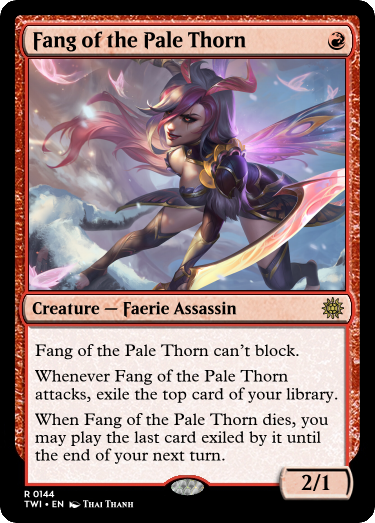 Fang of the Pale Thorn
Creature — Faerie Assassin
Fang of the Pale Thorn can't block.
Whenever Fang of the Pale Thorn
attacks, exile the top card of your library.
When Fang of the Pale Thorn dies, you
may play the last card exiled by it until
the end of your next turn.
2/1
R 0144
TWI • EN Thai Thanh